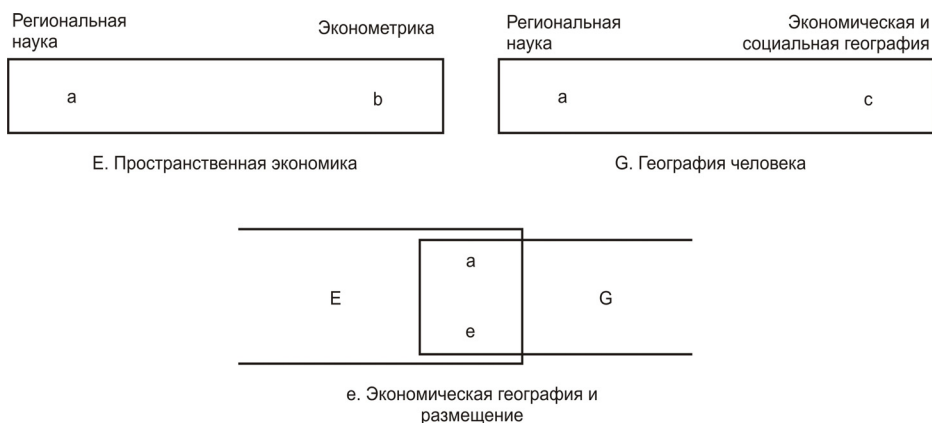 Региональная
наука
Эконометрика
a
b
E. Пространственная экономика
Региональная
наука
Экономическая и
социальная география
a
c
G. География человека
E
a
e
G
e. Экономическая география и
размещение